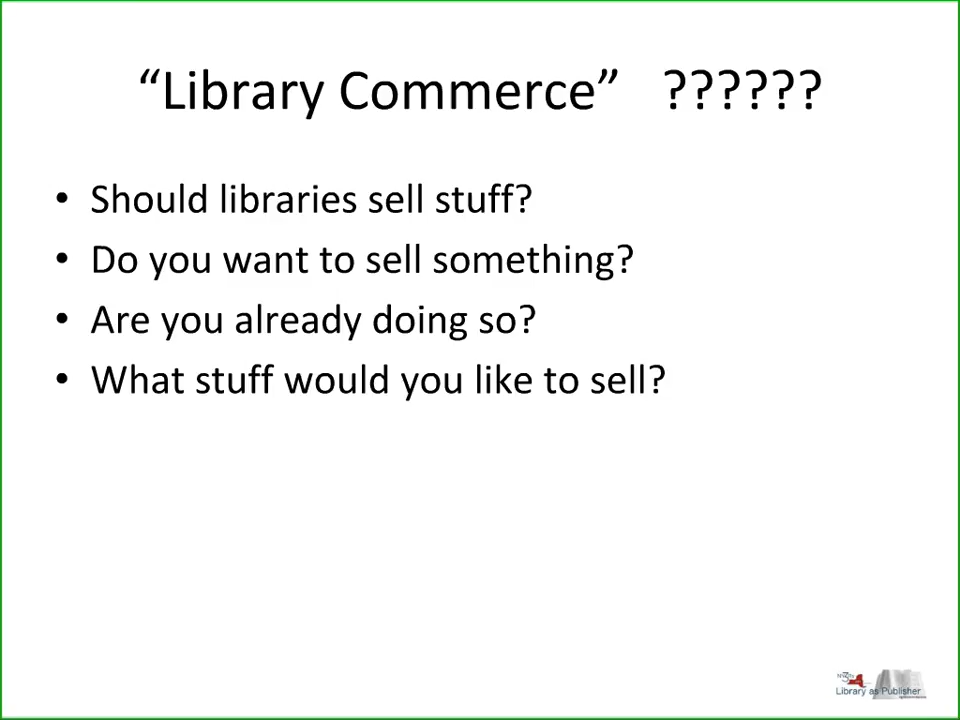 “Library Commerce” ??????
• Should libraries sell stuff?
• Do you want to sell something?
• Are you already doing so?
• What stuff would you like to sell?
Library as Publisher